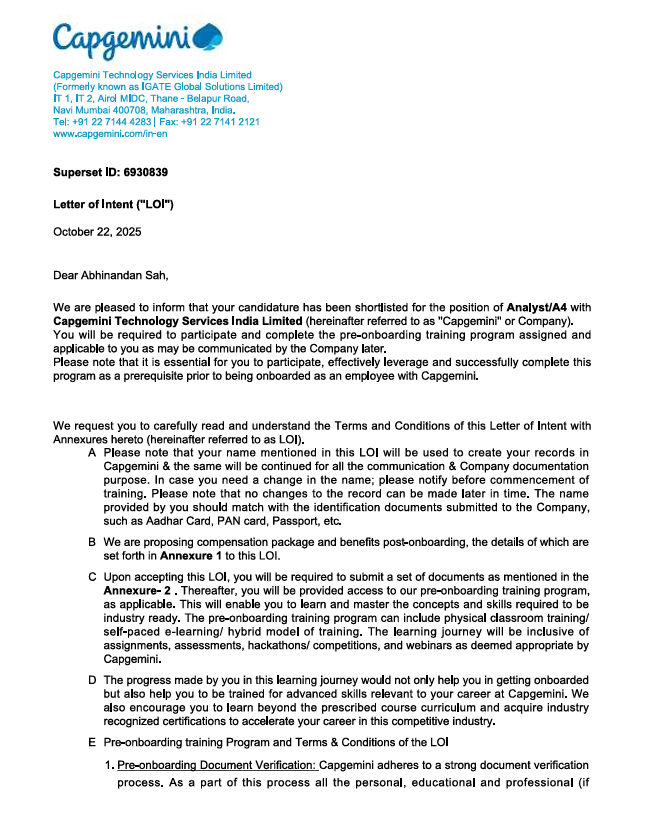 Capgemini
Capgemini Technology Services India Limited
(Formerly known as IGATE Global Solutions Limited)
IT 1, IT 2, Airoli MIDC, Thane - Belapur Road,
Navi Mumbai 400708, Maharashtra, India.
Tel: +91 22 7144 4283 | Fax: +91 22 7141 2121
www.capgemini.com/in-en
Superset ID: 6930839
Letter of Intent ("LOI")
October 22, 2025
Dear Abhinandan Sah,
We are pleased to inform that your candidature has been shortlisted for the position of Analyst/A4 with
Capgemini Technology Services India Limited (hereinafter referred to as "Capgemini" or Company).
You will be required to participate and complete the pre-onboarding training program assigned and
applicable to you as may be communicated by the Company later.
Please note that it is essential for you to participate, effectively leverage and successfully complete this
program as a prerequisite prior to being onboarded as an employee with Capgemini.
We request you to carefully read and understand the Terms and Conditions of this Letter of Intent with
Annexures hereto (hereinafter referred to as LOI).
A Please note that your name mentioned in this LOI will be used to create your records in
Capgemini & the same will be continued for all the communication & Company documentation
purpose. In case you need a change in the name; please notify before commencement of
training. Please note that no changes to the record can be made later in time. The name
provided by you should match with the identification documents submitted to the Company,
such as Aadhar Card, PAN card, Passport, etc.
B We are proposing compensation package and benefits post-onboarding, the details of which are
set forth in Annexure 1 to this LOI.
C Upon accepting this LOI, you will be required to submit a set of documents as mentioned in the
Annexure- 2 . Thereafter, you will be provided access to our pre-onboarding training program,
as applicable. This will enable you to learn and master the concepts and skills required to be
industry ready. The pre-onboarding training program can include physical classroom training/
self-paced e-learning/ hybrid model of training. The learning journey will be inclusive of
assignments, assessments, hackathons/ competitions, and webinars as deemed appropriate by
Capgemini.
D The progress made by you in this learning journey would not only help you in getting onboarded
but also help you to be trained for advanced skills relevant to your career at Capgemini. We
also encourage you to learn beyond the prescribed course curriculum and acquire industry
recognized certifications to accelerate your career in this competitive industry.
E Pre-onboarding training Program and Terms & Conditions of the LOI
1. Pre-onboarding Document Verification: Capgemini adheres to a strong document verification
process. As a part of this process all the personal, educational and professional (if